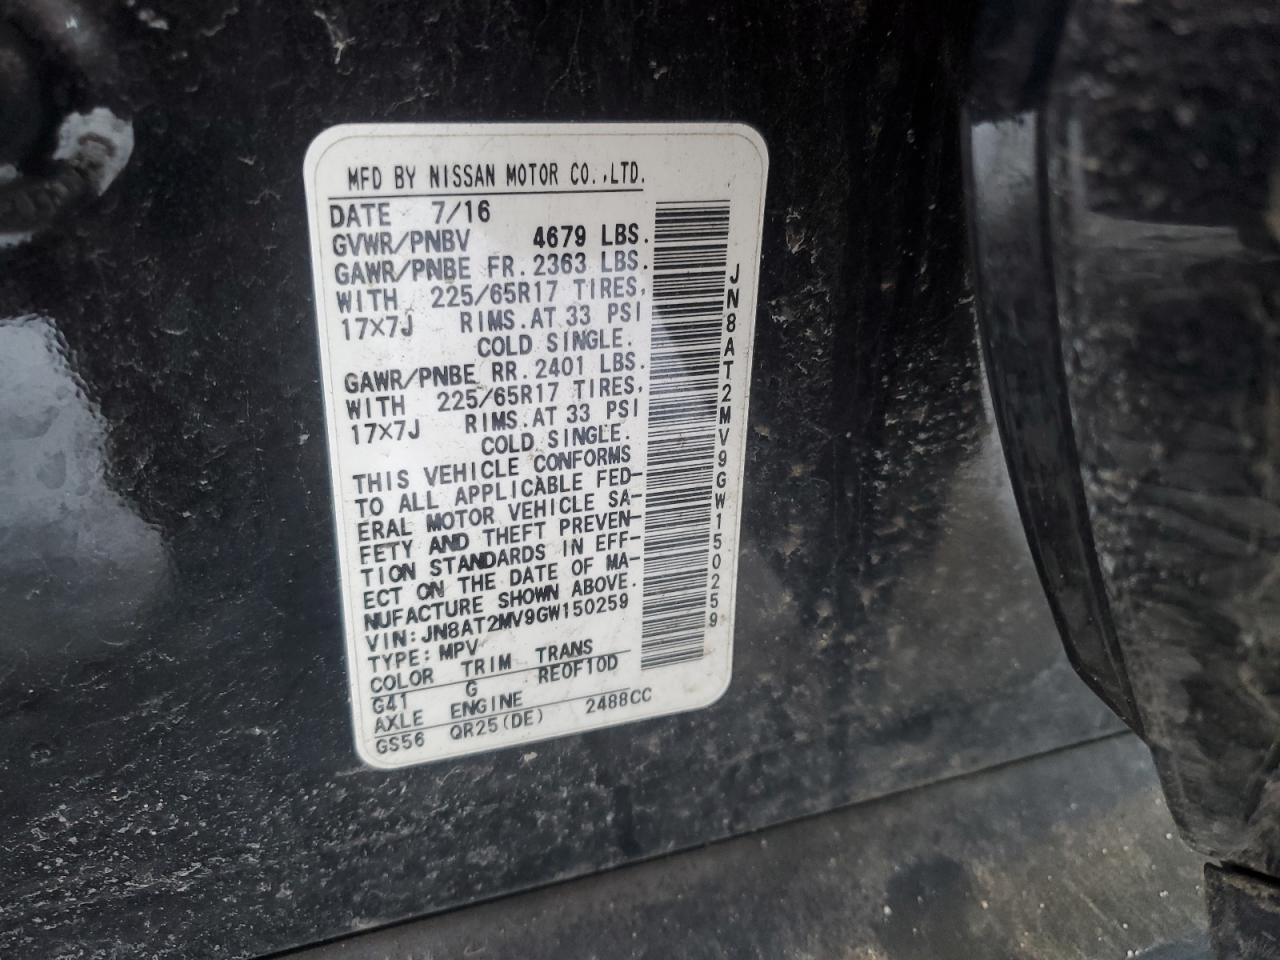 MFD BY NISSAN MOTOR CO.,LTD.
DATE 7/16
GVWR/PNBV 4679 LBS.
GAWR/PNBE FR.2363 LBS.
WITH 225/65R17 TIRES,
17×7J RIMS.AT 33 PSI
COLD SINGLE.
GAWR/PNBE RR.2401 LBS.
WITH 225/65R17 TIRES,
17×7J RIMS.AT 33 PSI
COLD SINGLE.
THIS VEHICLE CONFORMS
TO ALL APPLICABLE FED-
ERAL MOTOR VEHICLE SA-
FETY AND THEFT PREVEN-
TION STANDARDS IN EFF-
ECT ON THE DATE OF MA-
NUFACTURE SHOWN ABOVE.
VIN:JN8AT2MV9GW150259
TYPE:MPV
COLOR TRIM TRANS
G41 G RE0F10D
AXLE ENGINE
GS56 QR25(DE) 2488CC
JN8AT2MV9GW150259